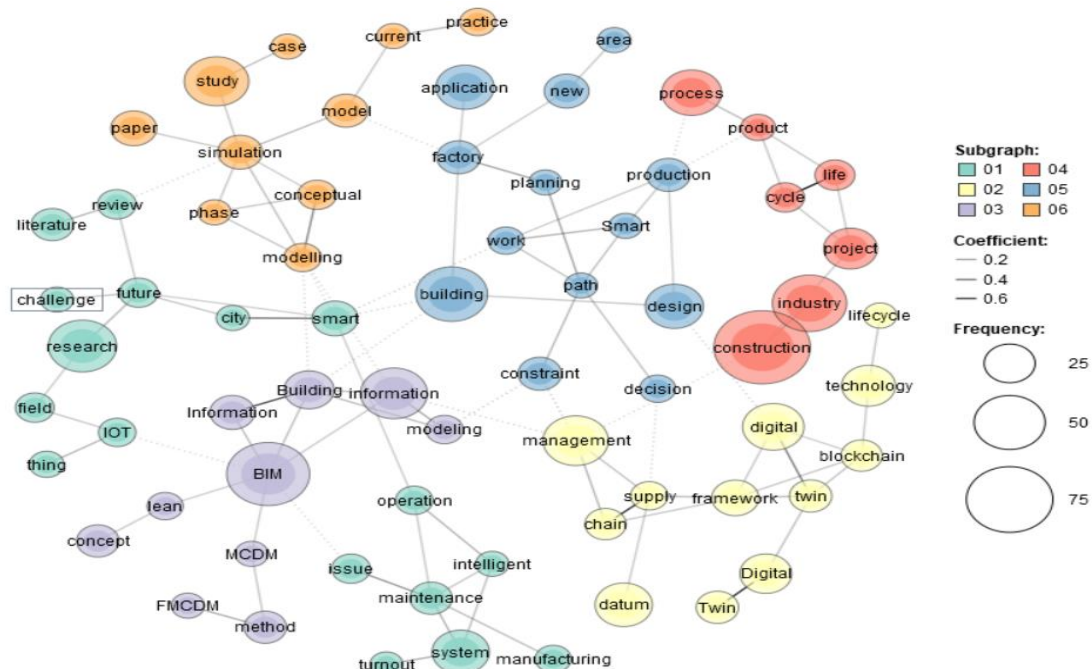 practice
current
case
area
study
application
new
process
model
paper
product
simulation
factory
planning
production
life
conceptual
cycle
review
phase
Smart
literature
work
project
modelling
path
challenge
future
building
design
industry
city
smart
lifecycle
research
construction
constraint
technology
Building
information
decision
field
Information
modeling
management
digital
IOT
blockchain
thing
BIM
supply
framework
twin
operation
lean
chain
concept
MCDM
issue
intelligent
Digital
maintenance
FMCDM
datum
Twin
method
system
turnout
manufacturing
Subgraph:
01 04
02 05
03 06
Coefficient:
0.2
0.4
0.6
Frequency:
25
50
75